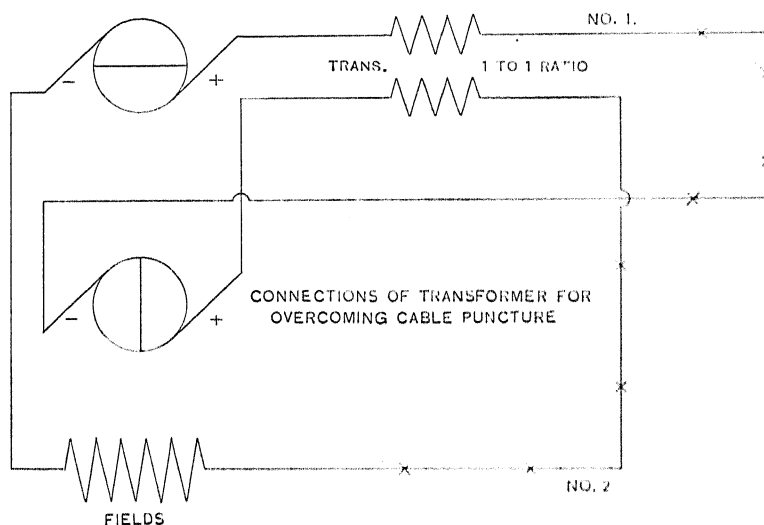 NO. 1.
TRANS. 1 TO 1 RATIO
- +
CONNECTIONS OF TRANSFORMER FOR
OVERCOMING CABLE PUNCTURE
- +
NO. 2
FIELDS